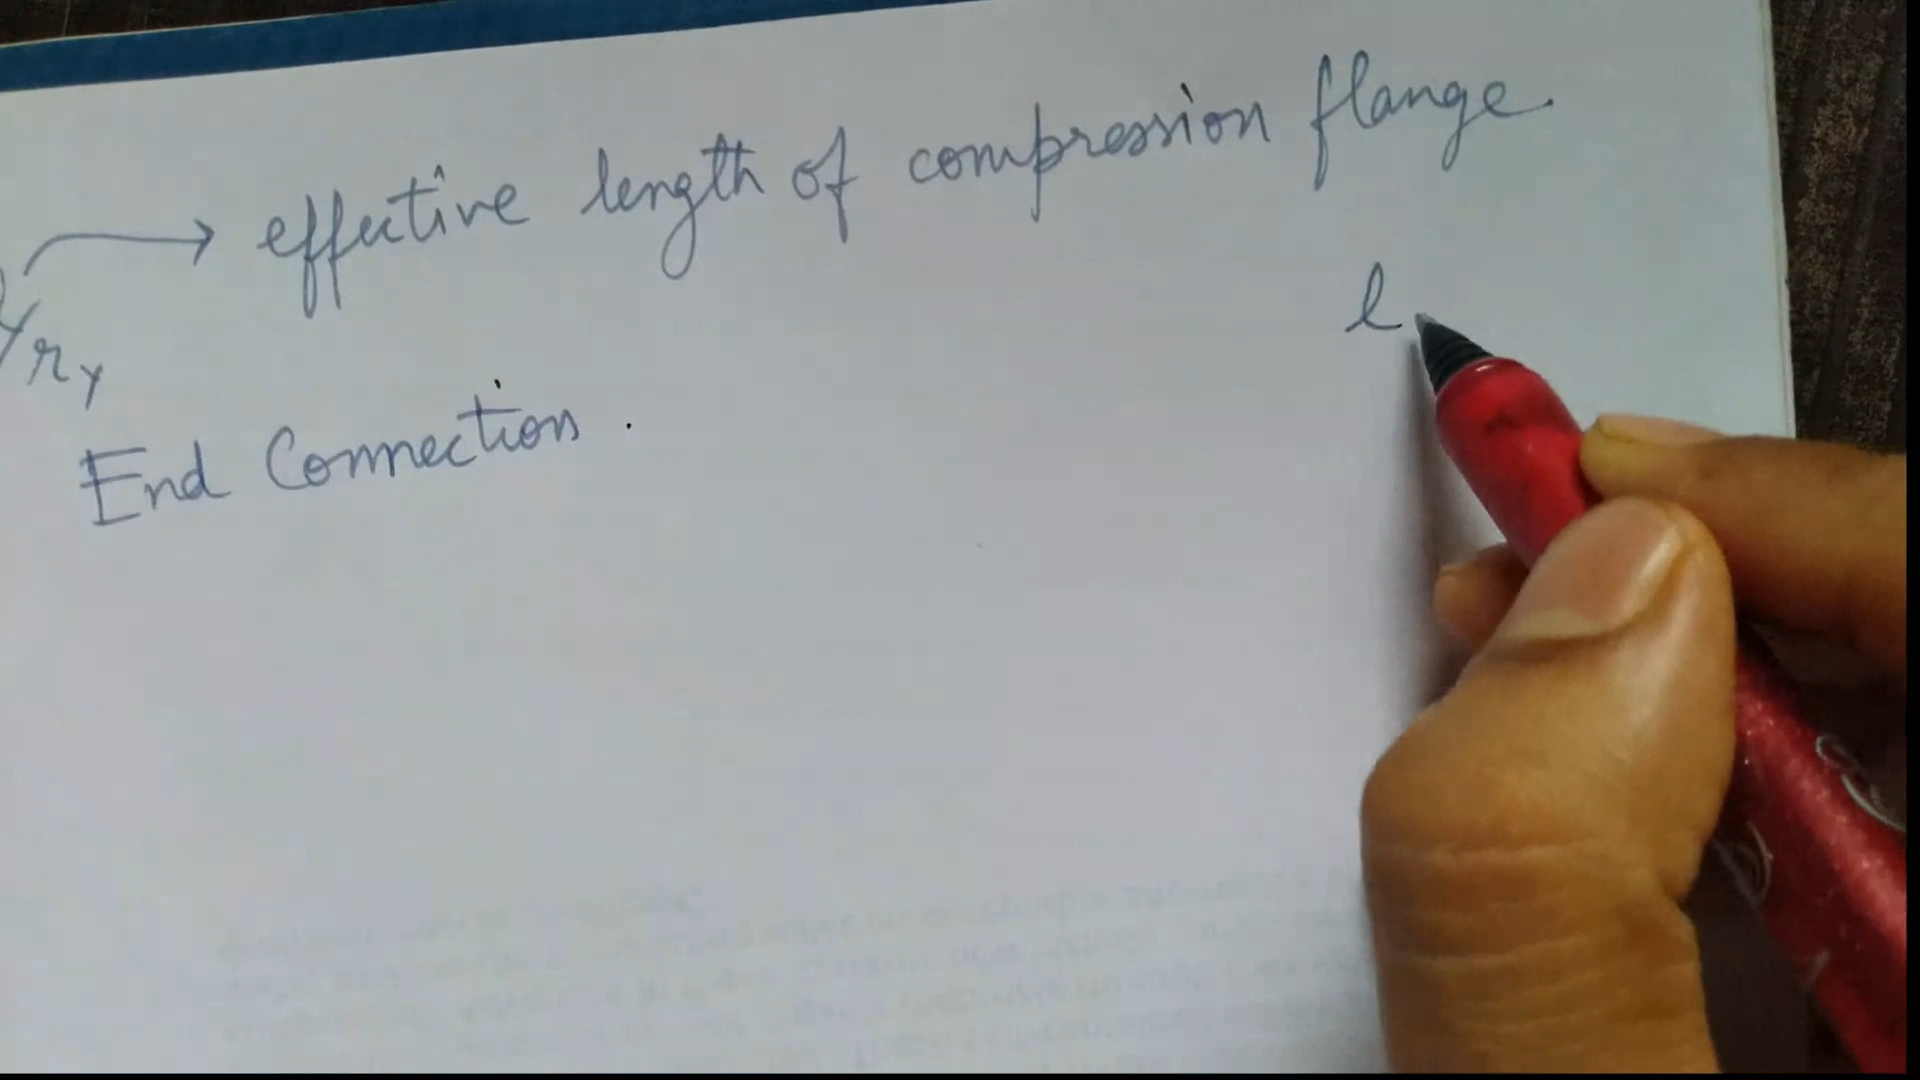 effective length of compression flange.
l
/ry
End Connection.